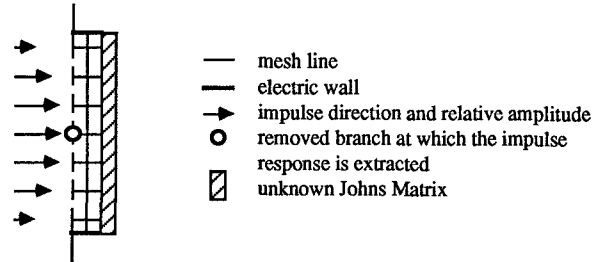 mesh line
electric wall
impulse direction and relative amplitude
removed branch at which the impulse
response is extracted
unknown Johns Matrix